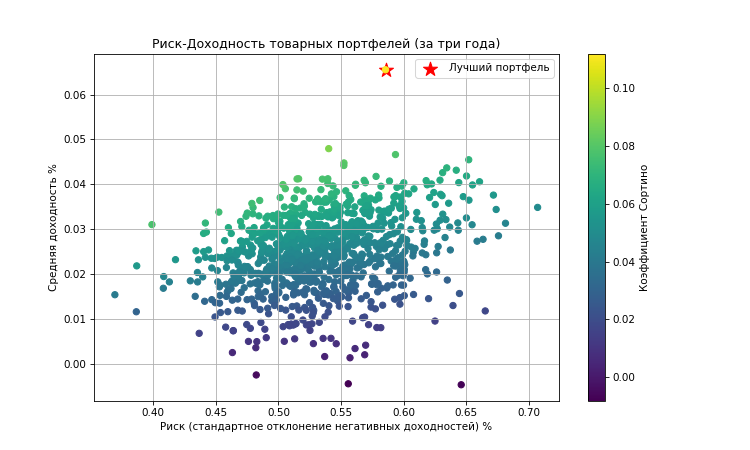 Риск-Доходность товарных портфелей (за три года)
Лучший портфель
Средняя доходность %
0.06
0.05
0.04
0.03
0.02
0.01
0.00
0.40 0.45 0.50 0.55 0.60 0.65 0.70
Риск (стандартное отклонение негативных доходностей) %
0.10
0.08
0.06
0.04
0.02
0.00
Коэффициент Сортино